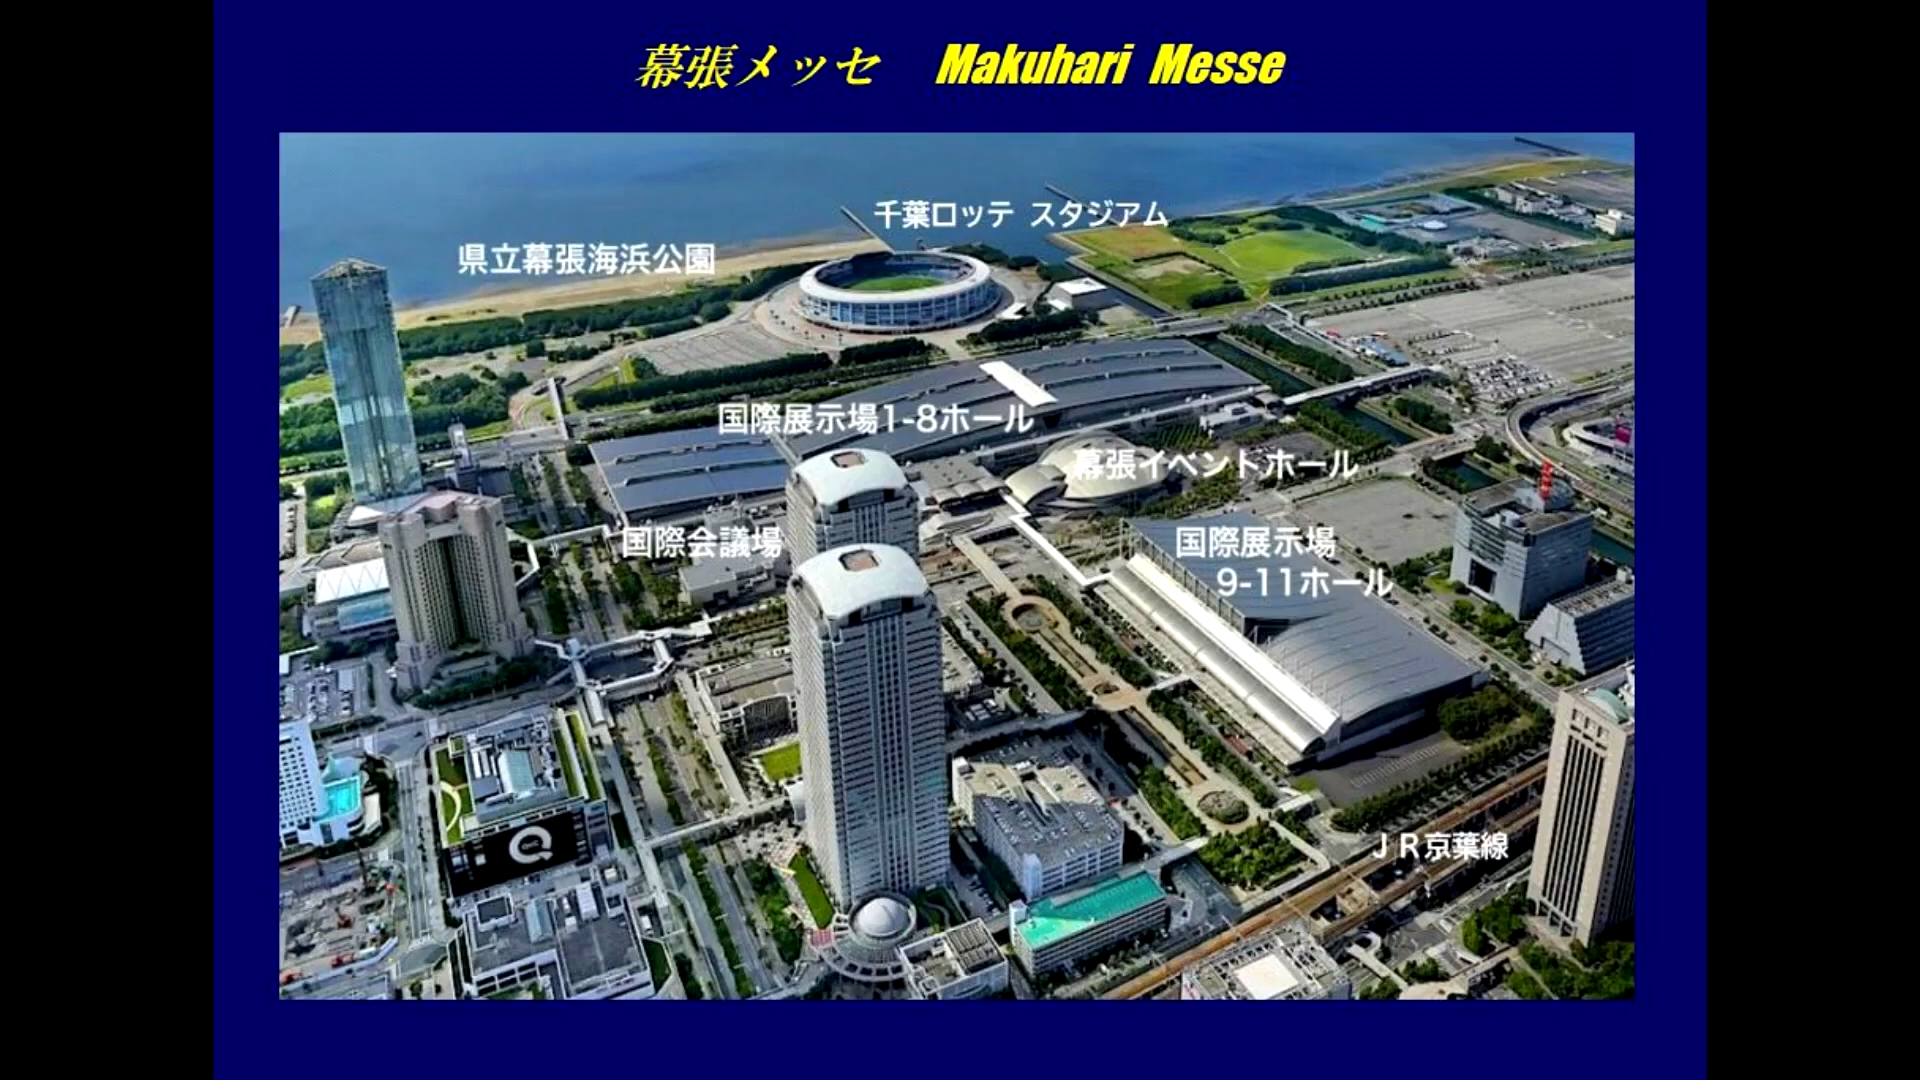 幕張メッセ Makuhari Messe
千葉ロッテ スタジアム
県立幕張海浜公園
国際展示場1-8ホール
幕張イベントホール
国際会議場
国際展示場
9-11ホール
JR京葉線